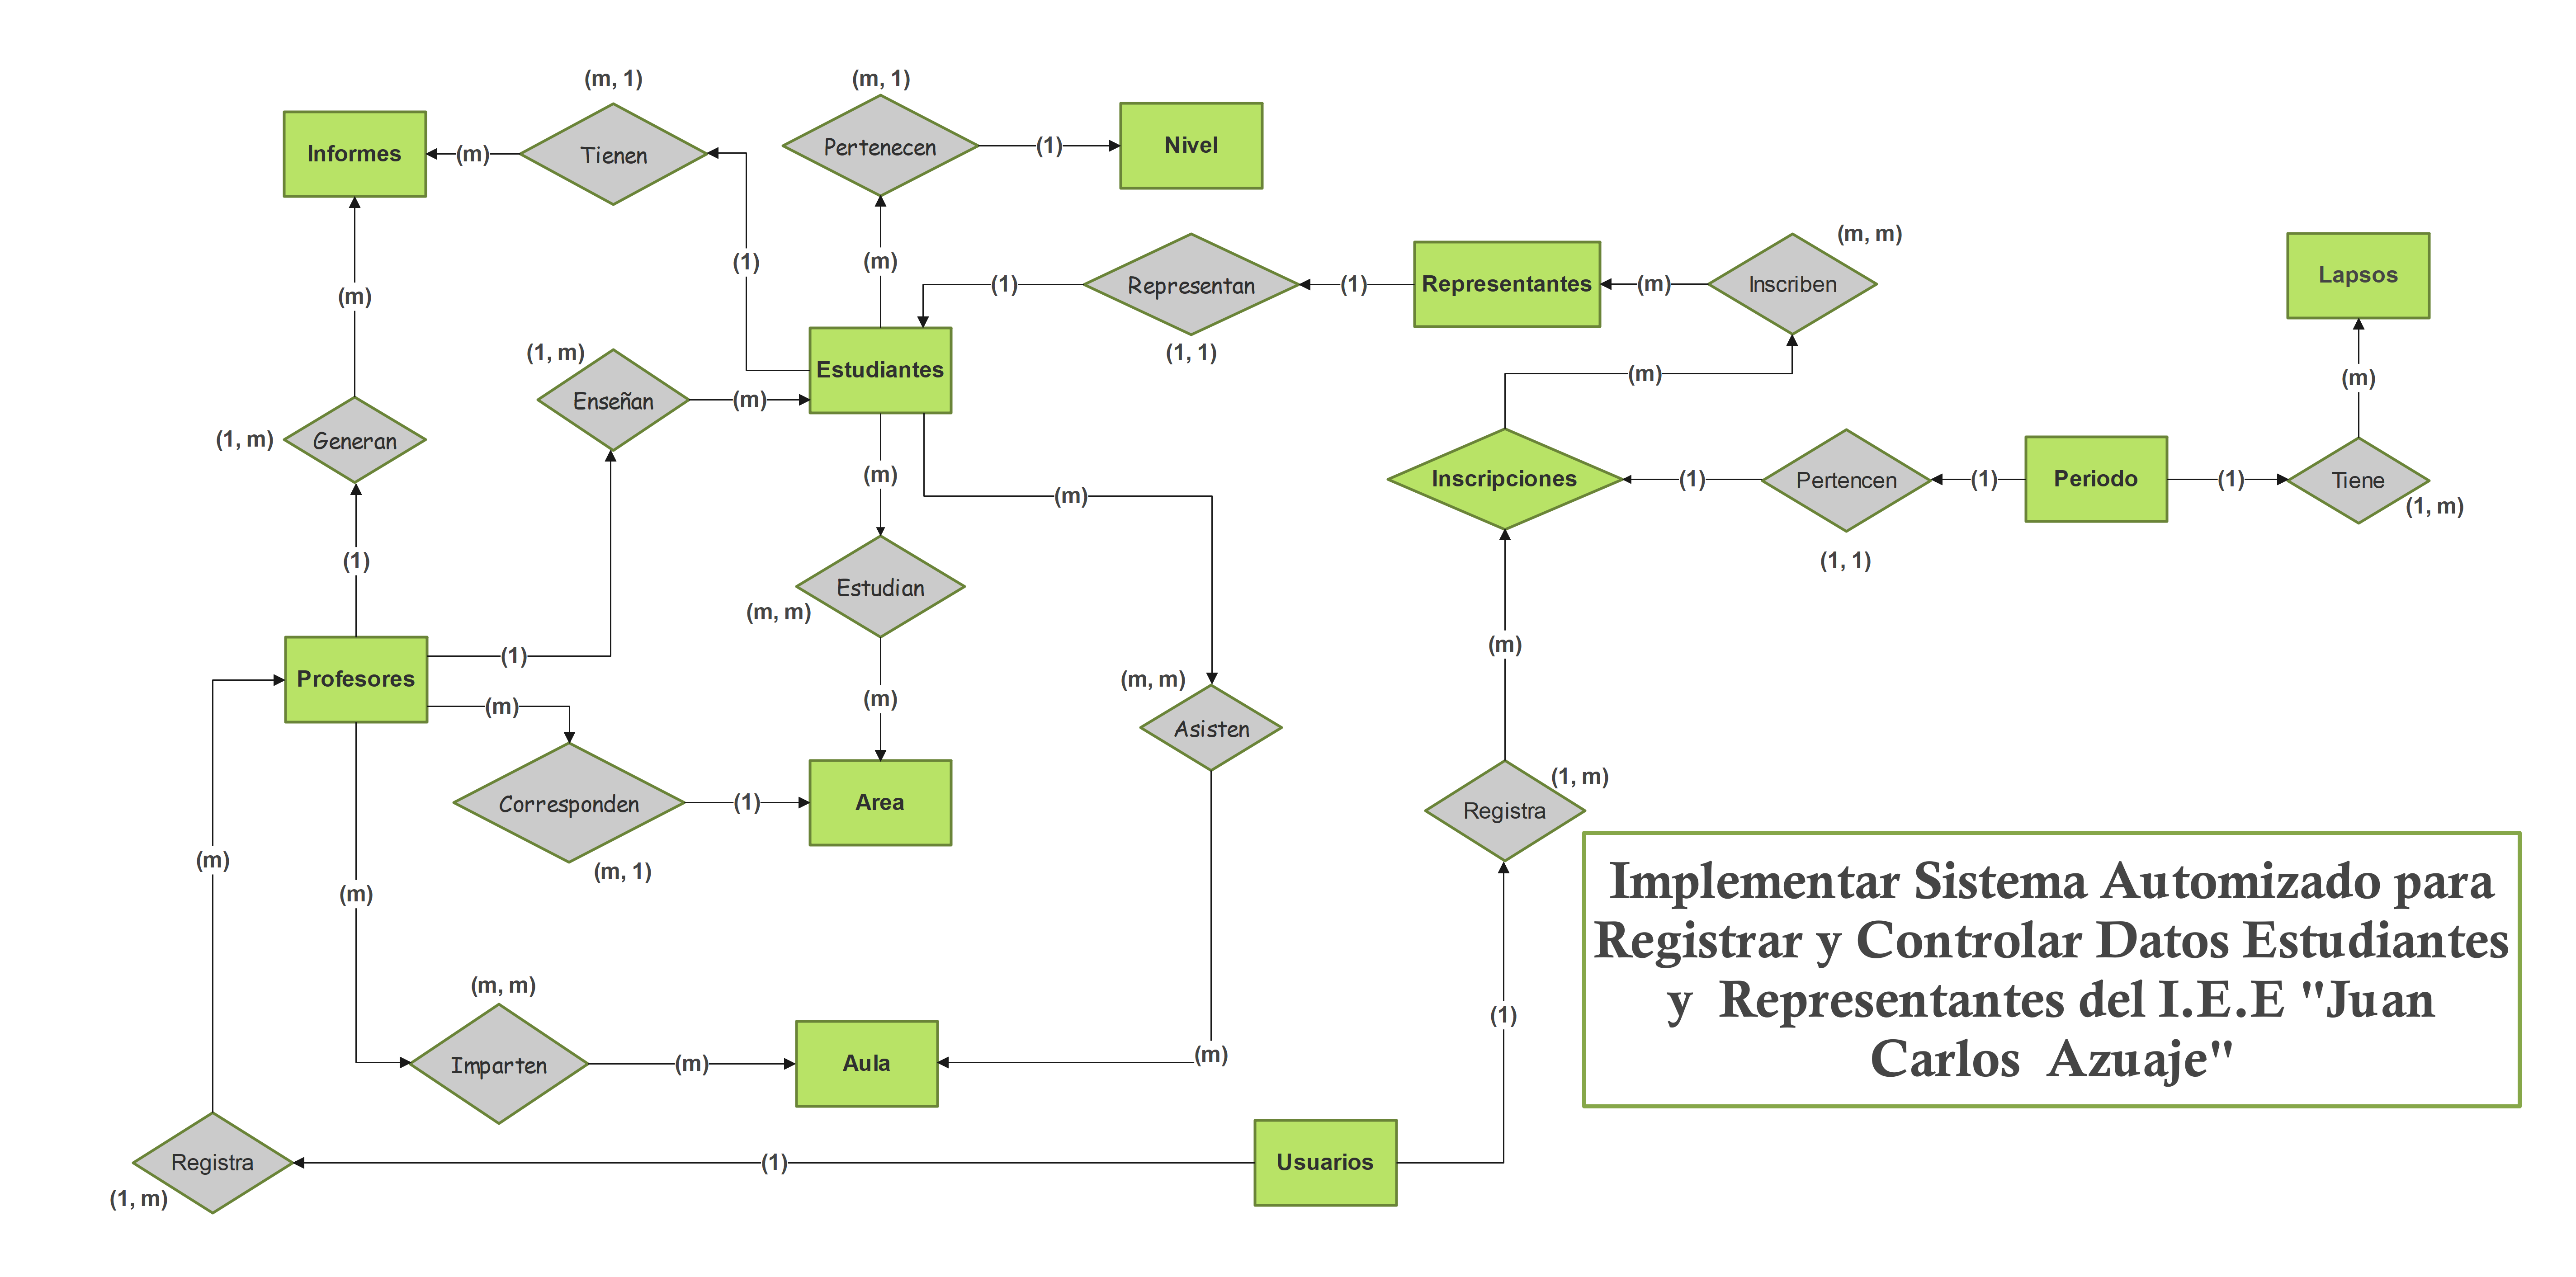 (m, 1)
(m, 1)
Informes
(m)
Tienen
Pertenecen
(1)
Nivel
(m, m)
(1)
(m)
Representan
(1)
(1)
Representantes
(m)
Inscriben
Lapsos
(m)
(1, m)
(1, 1)
Estudiantes
(m)
(m)
Enseñan
(m)
(1, m)
Generan
(m)
(m)
Inscripciones
(1)
Pertencen
(1)
Periodo
(1)
Tiene
(1, m)
(1)
(1, 1)
Estudian
(m, m)
(m)
(1)
Profesores
(m, m)
(m)
(m)
Asisten
Corresponden
(1)
Area
(1, m)
Registra
(m)
(m, 1)
(m)
Implementar Sistema Automizado para
Registrar y Controlar Datos Estudiantes
y Representantes del I.E.E "Juan
Carlos Azuaje"
(m, m)
(1)
Imparten
(m)
Aula
(m)
Registra
(1)
Usuarios
(1, m)